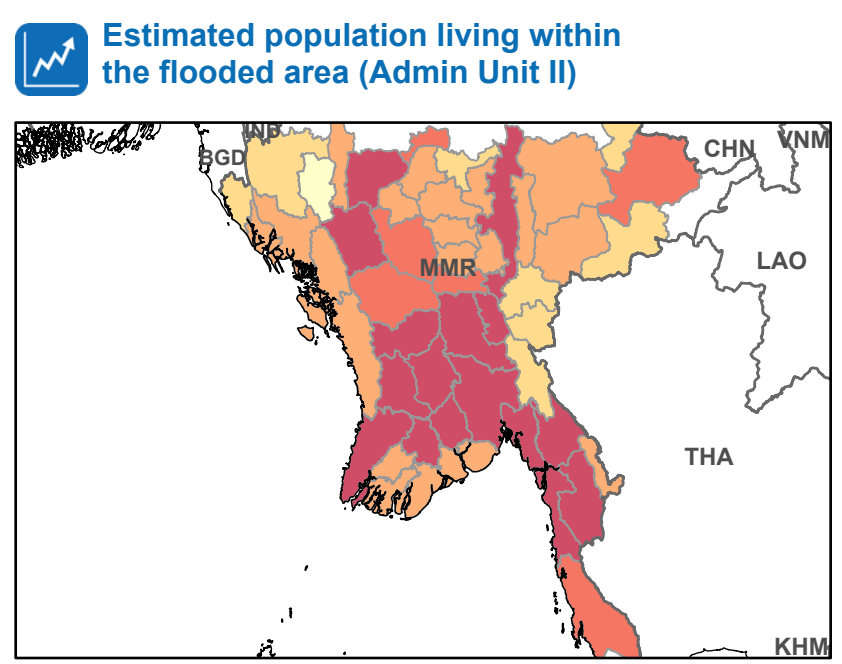 Estimated population living within
the flooded area (Admin Unit II)
IND
BGD
CHN
VNM
LAO
MMR
THA
KHM